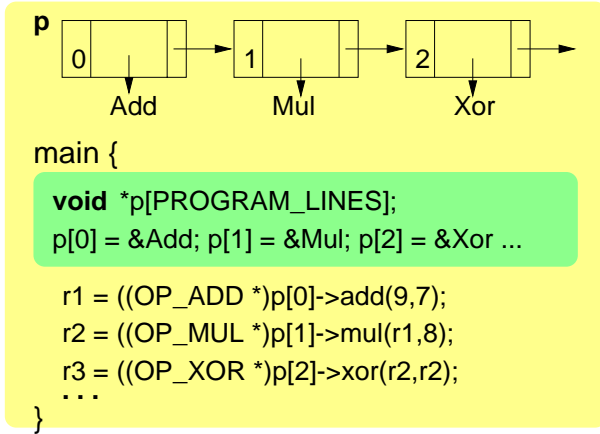 p
0 1 2
Add Mul Xor
main {
void *p[PROGRAM_LINES];
p[0] = &Add; p[1] = &Mul; p[2] = &Xor ...
r1 = ((OP_ADD *)p[0]->add(9,7);
r2 = ((OP_MUL *)p[1]->mul(r1,8);
r3 = ((OP_XOR *)p[2]->xor(r2,r2);
. . .
}